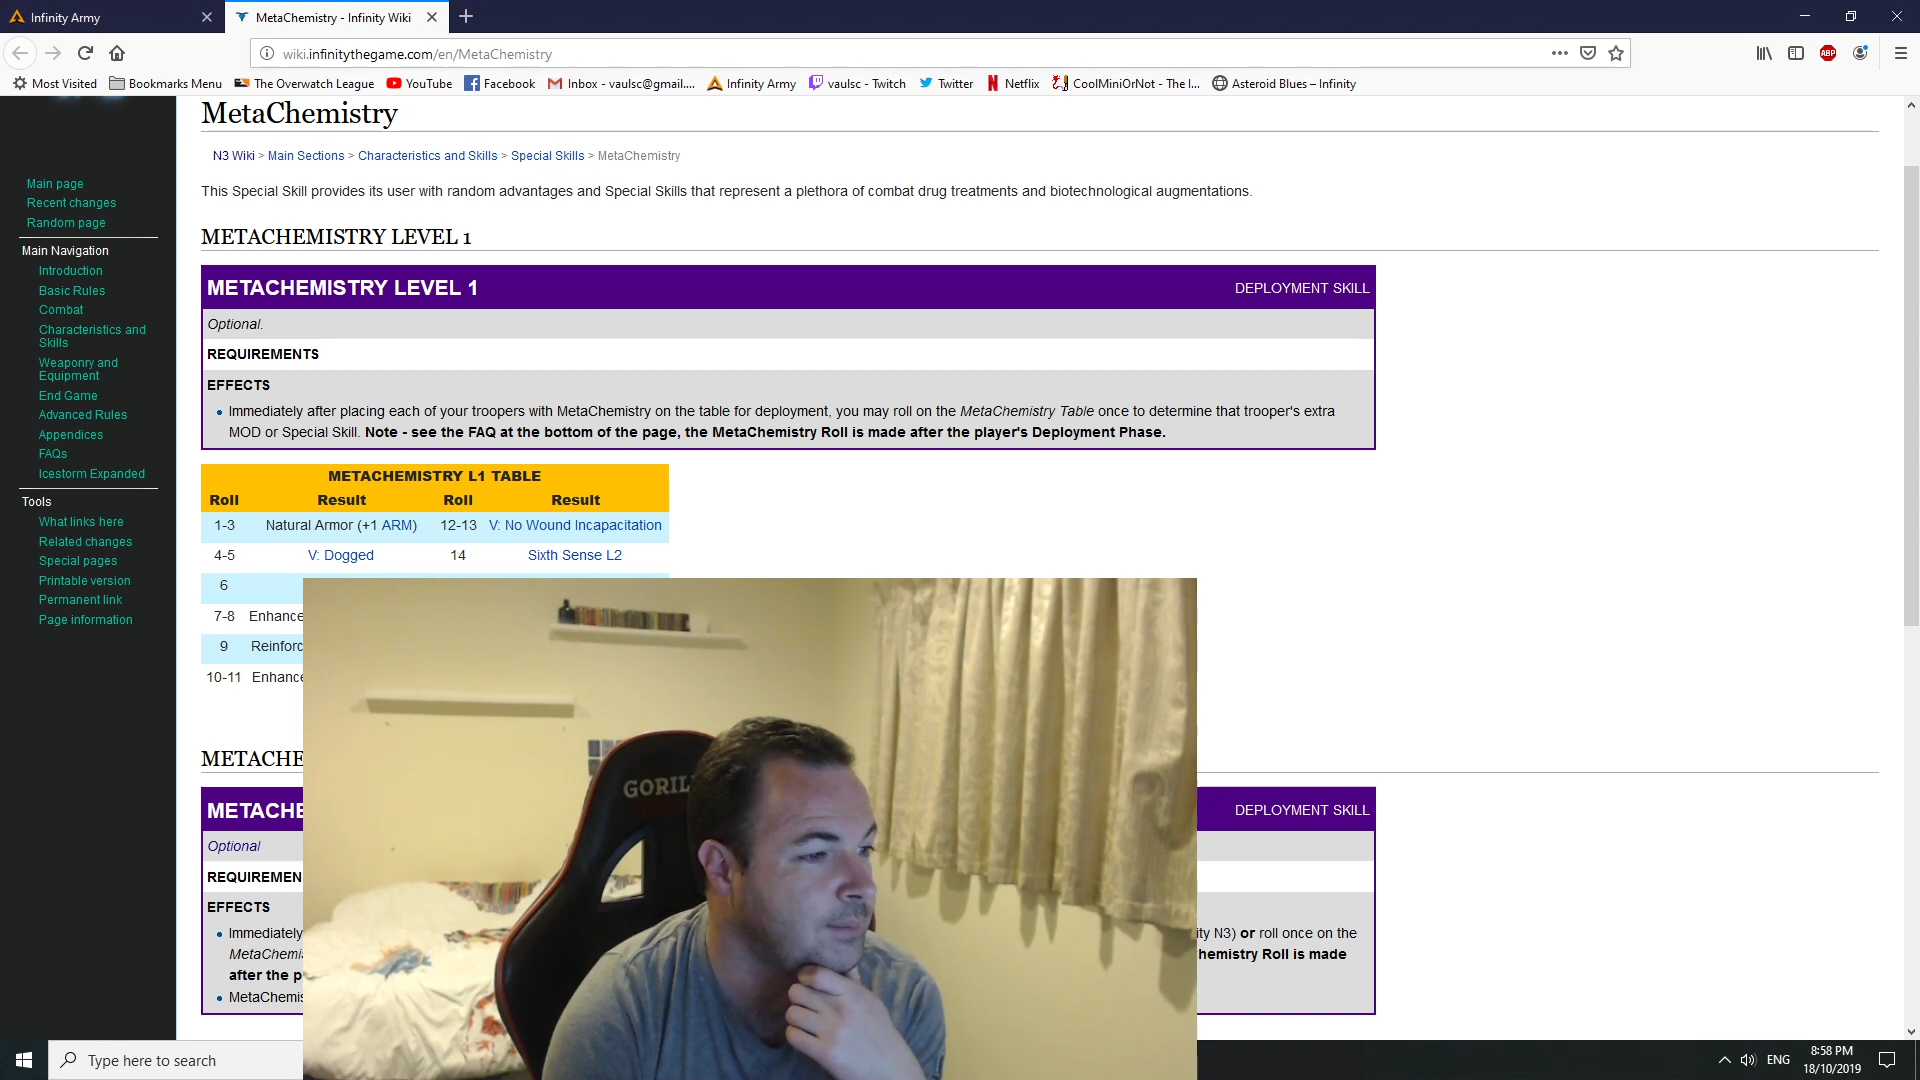 Infinity Army
MetaChemistry - Infinity Wiki
wiki.infinitythegame.com/en/MetaChemistry
Most Visited
Bookmarks Menu
The Overwatch League
YouTube
Facebook
Inbox - vaulsc@gmail....
Infinity Army
vaulsc - Twitch
Twitter
Netflix
CoolMiniOrNot - The I...
Asteroid Blues – Infinity
ABP
MetaChemistry
N3 Wiki > Main Sections > Characteristics and Skills > Special Skills > MetaChemistry
This Special Skill provides its user with random advantages and Special Skills that represent a plethora of combat drug treatments and biotechnological augmentations.
Main page
Recent changes
Random page
Main Navigation
Introduction
Basic Rules
Combat
Characteristics and
Skills
Weaponry and
Equipment
End Game
Advanced Rules
Appendices
FAQs
Icestorm Expanded
Tools
What links here
Related changes
Special pages
Printable version
Permanent link
Page information
METACHEMISTRY LEVEL 1
METACHEMISTRY LEVEL 1 DEPLOYMENT SKILL
Optional.
REQUIREMENTS
EFFECTS
Immediately after placing each of your troopers with MetaChemistry on the table for deployment, you may roll on the MetaChemistry Table once to determine that trooper's extra
MOD or Special Skill. Note - see the FAQ at the bottom of the page, the MetaChemistry Roll is made after the player's Deployment Phase.
METACHEMISTRY L1 TABLE
Roll Result Roll Result
1-3 Natural Armor (+1 ARM) 12-13 V: No Wound Incapacitation
4-5 V: Dogged 14 Sixth Sense L2
6
7-8 Enhance
9 Reinforc
10-11 Enhance
METACHE
METACHE DEPLOYMENT SKILL
Optional
REQUIREMEN
EFFECTS
Immediately ity N3) or roll once on the
MetaChemi hemistry Roll is made
after the p
MetaChemis
GORIL
Type here to search
ENG
8:58 PM
18/10/2019